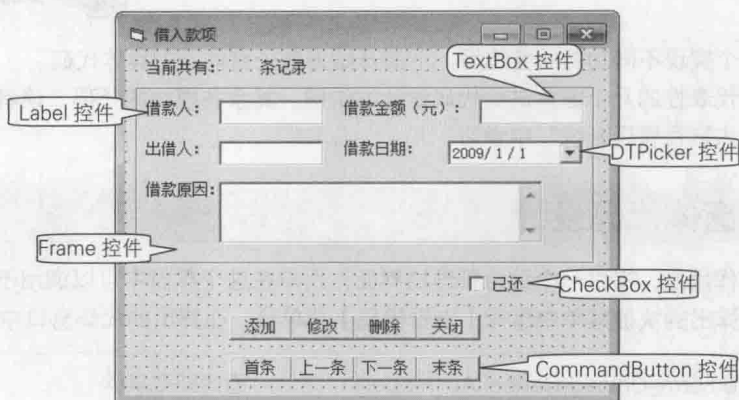 借入款项
当前共有： 条记录
TextBox 控件
Label 控件
借款人：
借款金额（元）：
出借人：
借款日期：
2009/ 1 / 1
DTPicker 控件
借款原因：
Frame 控件
已还
CheckBox 控件
添加 修改 删除 关闭
首条 上一条 下一条 末条
CommandButton 控件